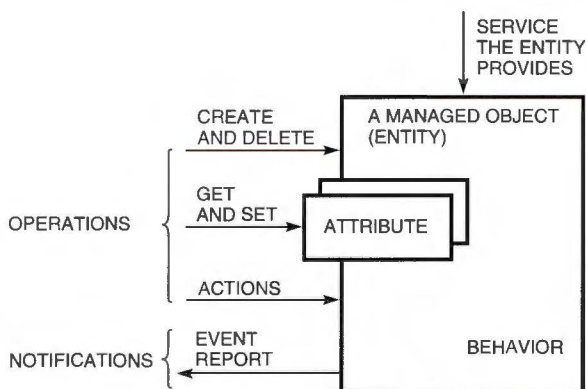 SERVICE
THE ENTITY
PROVIDES
CREATE
AND DELETE
A MANAGED OBJECT
(ENTITY)
GET
AND SET
OPERATIONS
ATTRIBUTE
ACTIONS
EVENT
REPORT
NOTIFICATIONS
BEHAVIOR